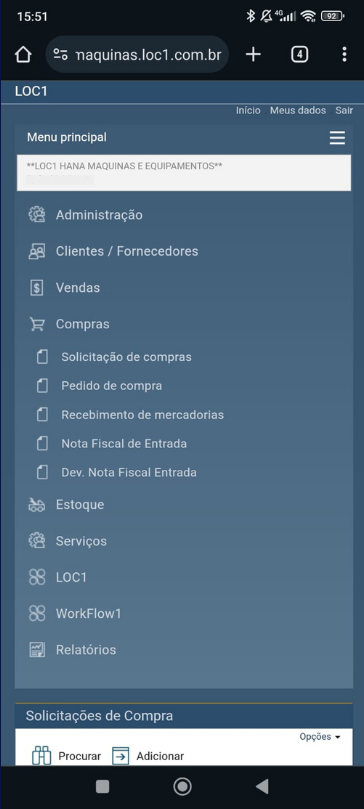 15:51
4G
92
maquinas.loc1.com.br
4
LOC1
Início Meus dados Sair
Menu principal
**LOC1 HANA MAQUINAS E EQUIPAMENTOS**
Administração
Clientes / Fornecedores
Vendas
Compras
Solicitação de compras
Pedido de compra
Recebimento de mercadorias
Nota Fiscal de Entrada
Dev. Nota Fiscal Entrada
Estoque
Serviços
LOC1
WorkFlow1
Relatórios
Solicitações de Compra
Opções
Procurar Adicionar